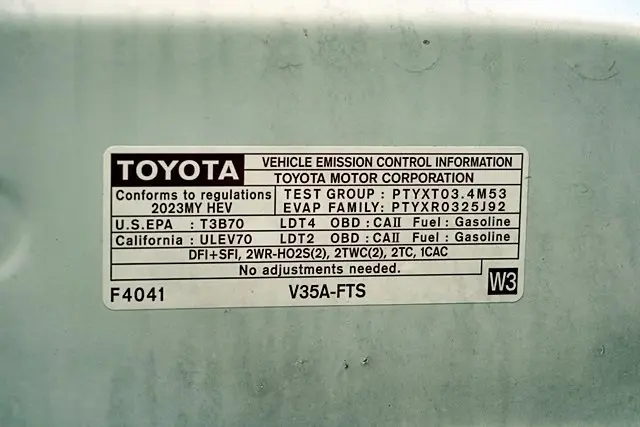 TOYOTA VEHICLE EMISSION CONTROL INFORMATION
TOYOTA MOTOR CORPORATION
Conforms to regulations TEST GROUP : PTYXT03.4M53
2023MY HEV EVAP FAMILY: PTYXR0325J92
U.S.EPA : T3B70 LDT4 OBD : CAII Fuel : Gasoline
California : ULEV70 LDT2 OBD : CAII Fuel : Gasoline
DFI+SFI, 2WR-HO2S(2), 2TWC(2), 2TC, 1CAC
No adjustments needed.
F4041 V35A-FTS W3